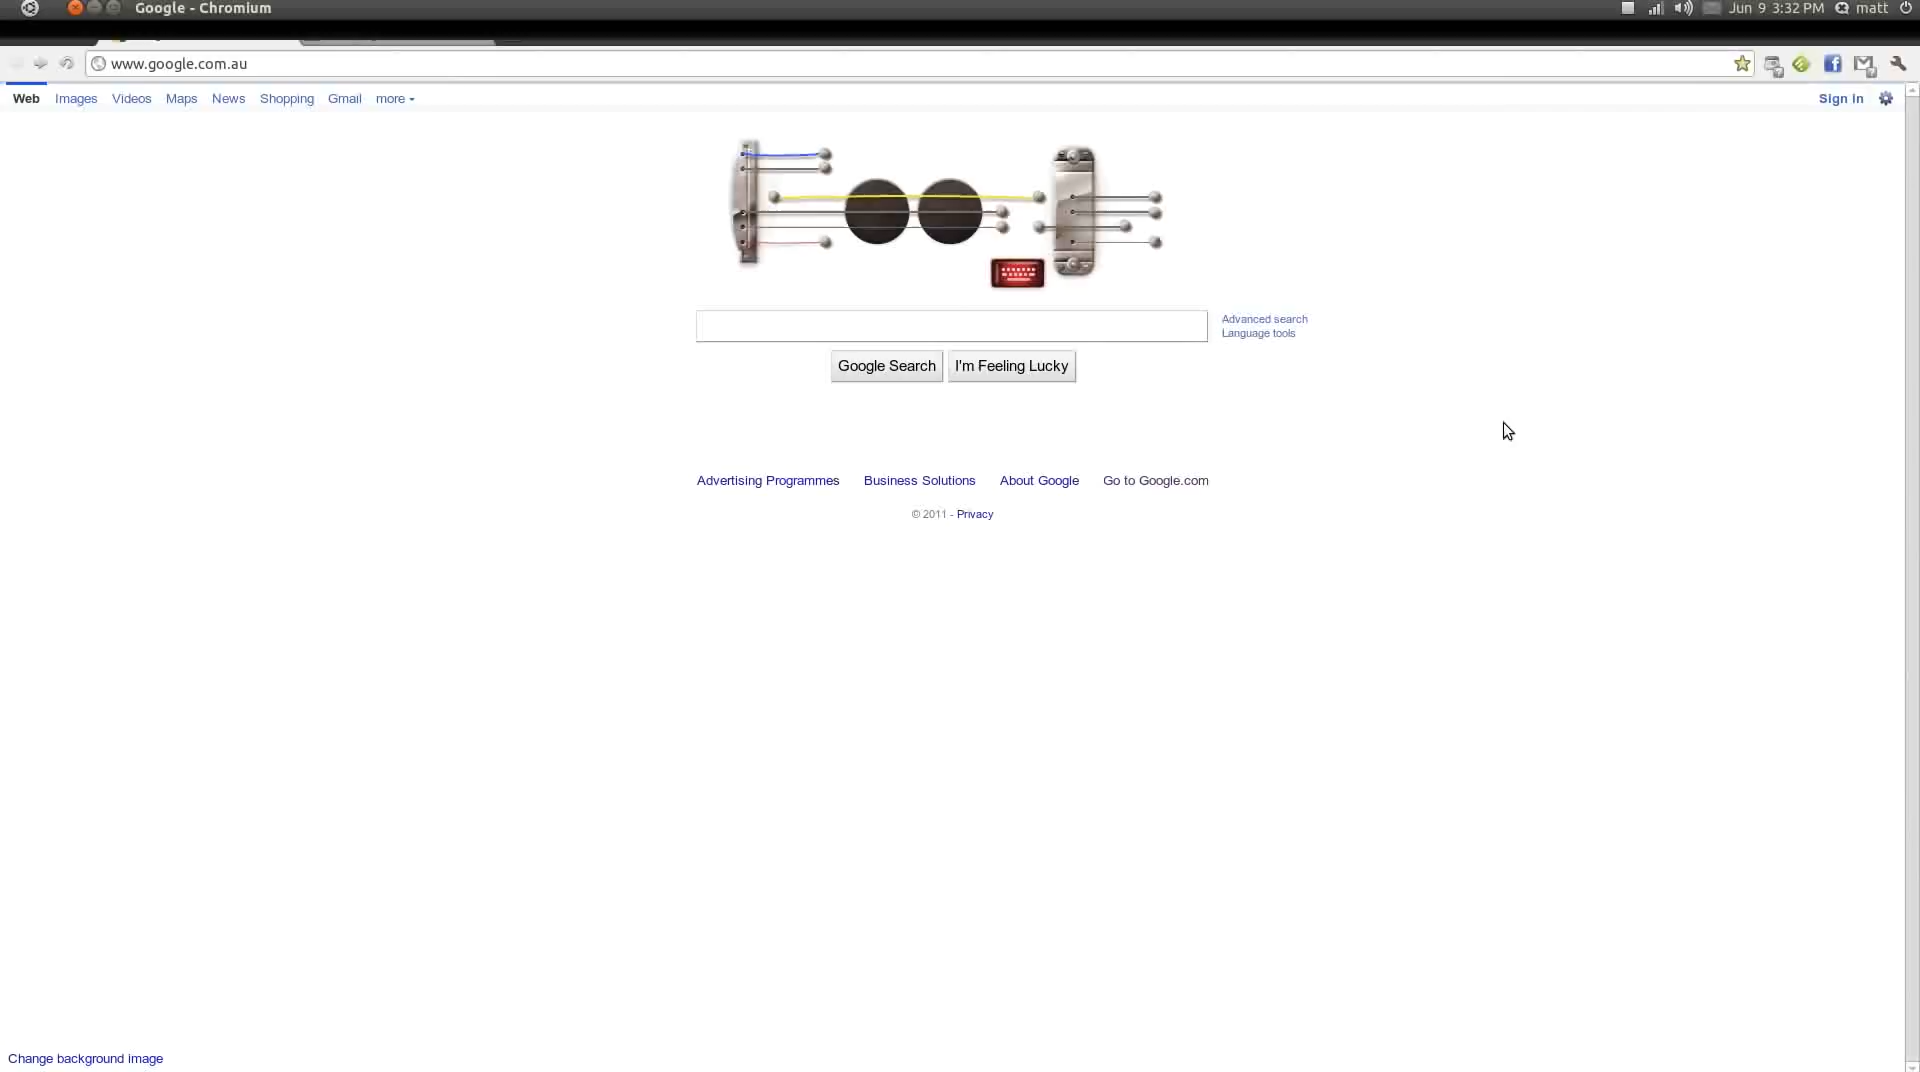 Google - Chromium
Jun 9 3:32 PM matt
www.google.com.au
Web Images Videos Maps News Shopping Gmail more
Sign in
Advanced search
Language tools
Google Search I'm Feeling Lucky
Advertising Programmes Business Solutions About Google Go to Google.com
© 2011 - Privacy
Change background image